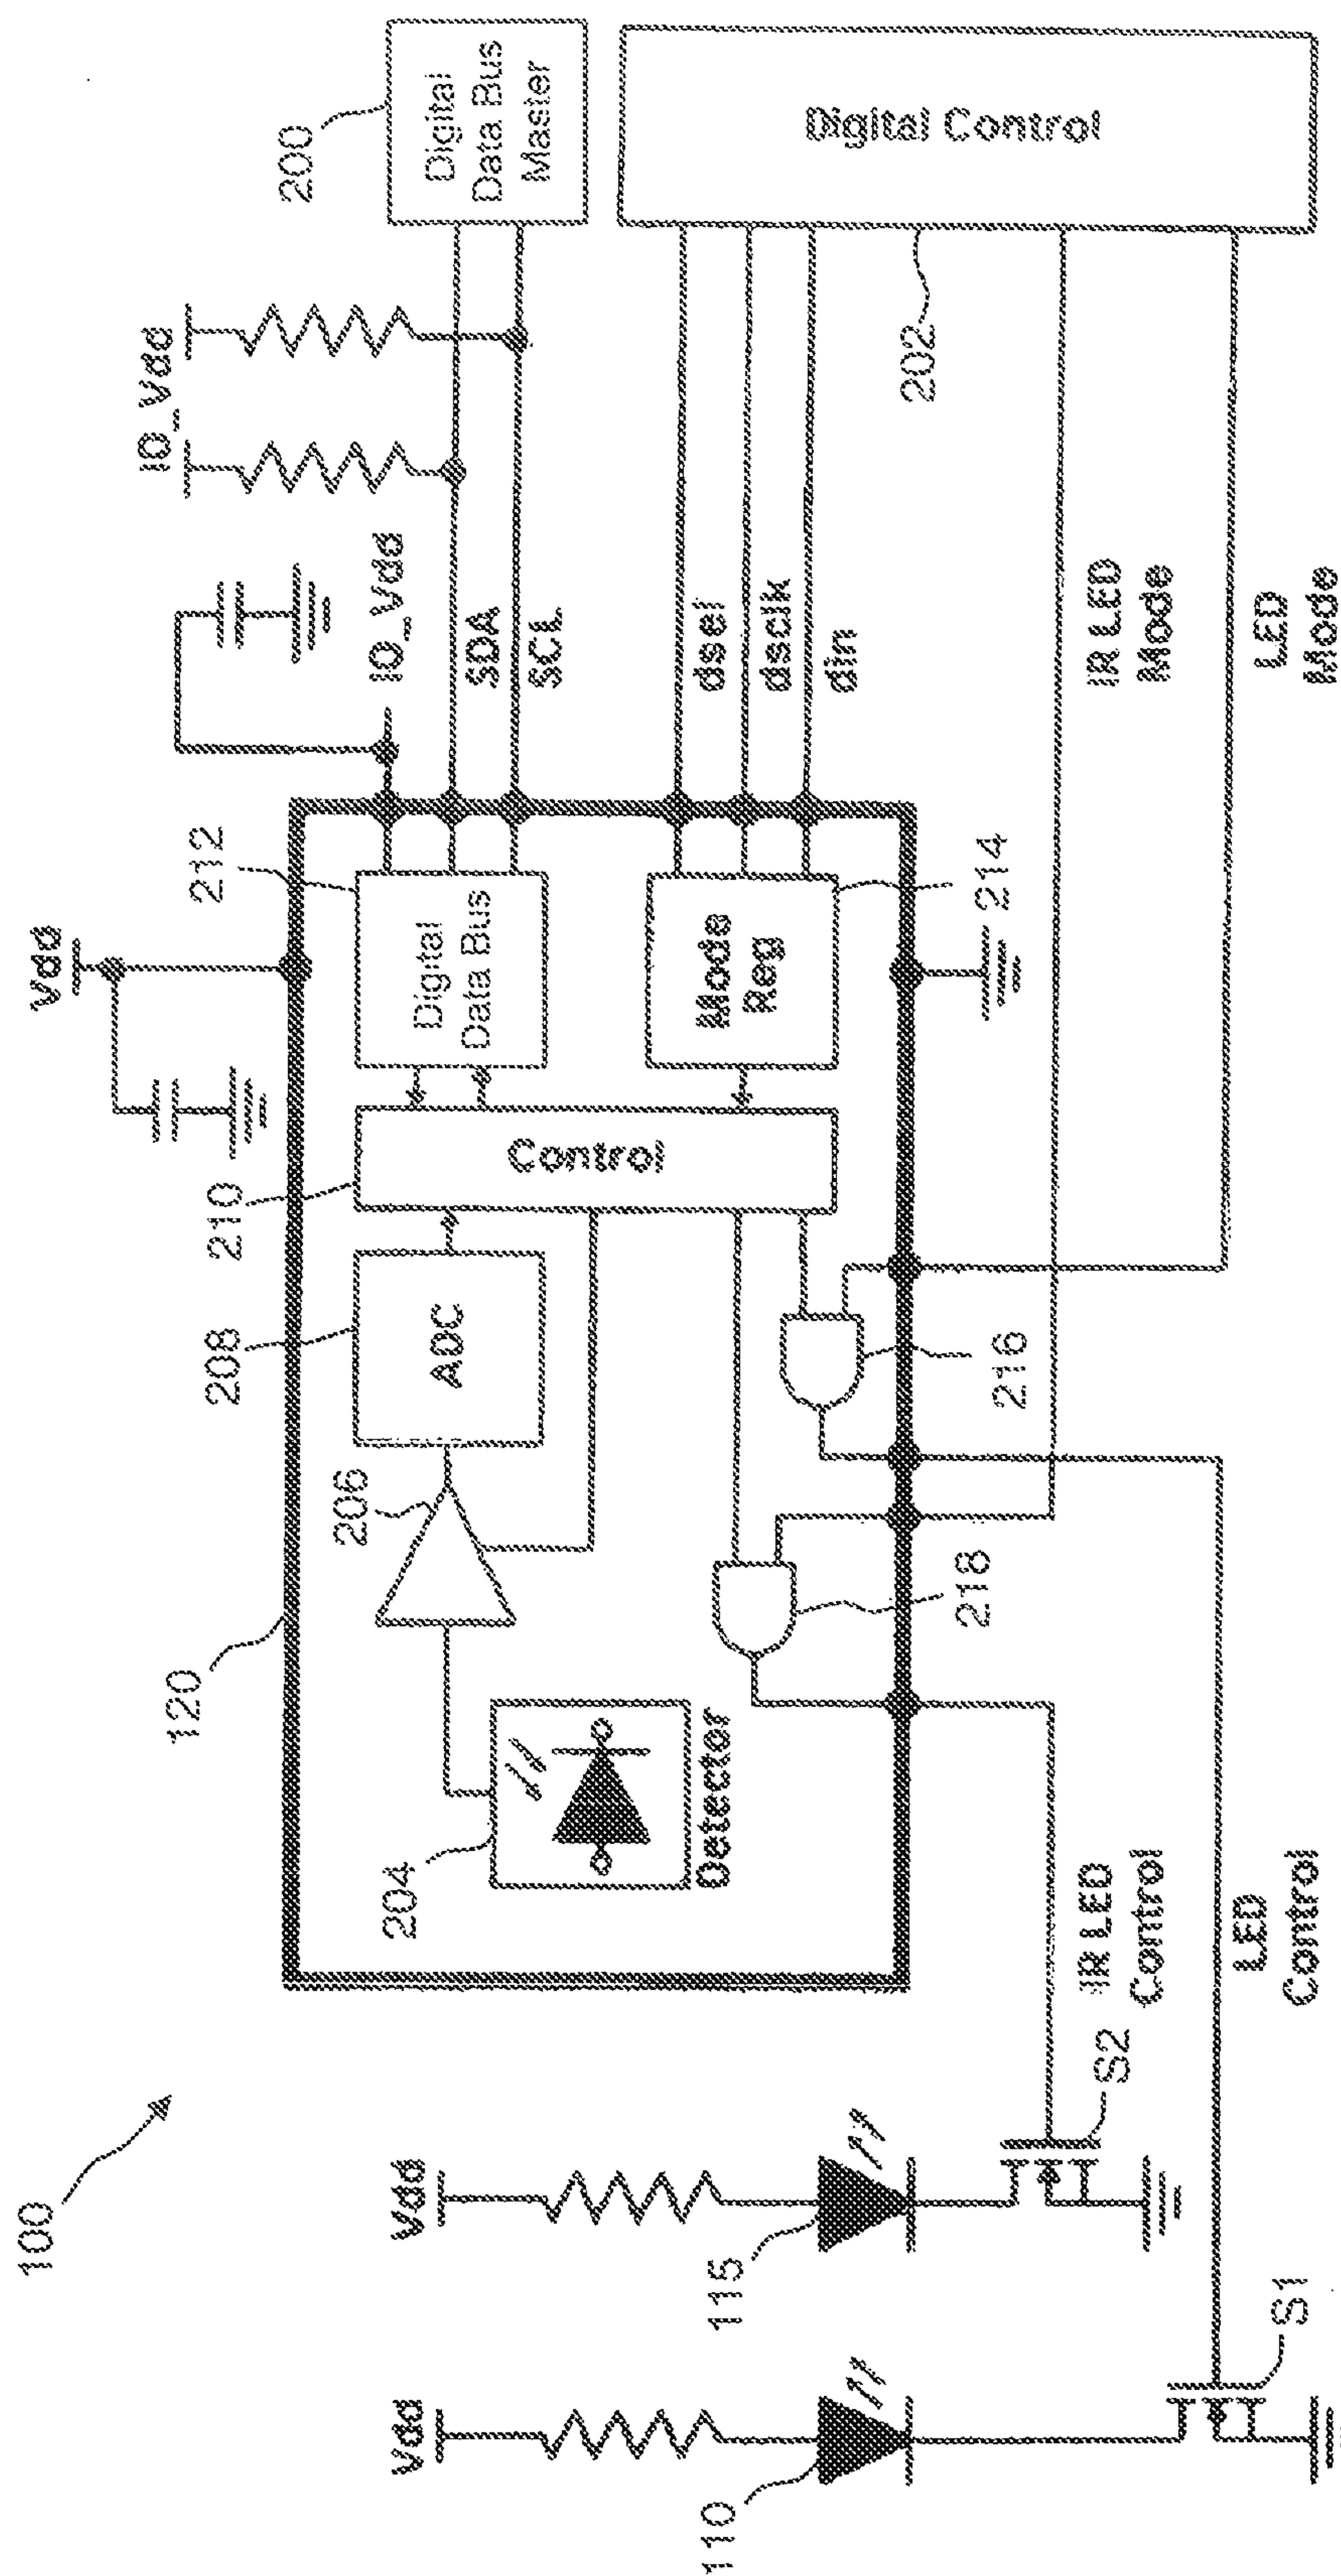 100
Vdd
110
S1
Vdd
115
S2
IR LED
Control
LED
Control
120
204
Detector
206
208
ADC
210
Control
218
216
Vdd
212
Digital
Data Bus
Mode
Reg
214
IO_Vdd
SDA
SCL
dsel
dsclk
din
IR LED
Mode
LED
Mode
IO_Vdd
200
Digital
Data Bus
Master
202
Digital Control